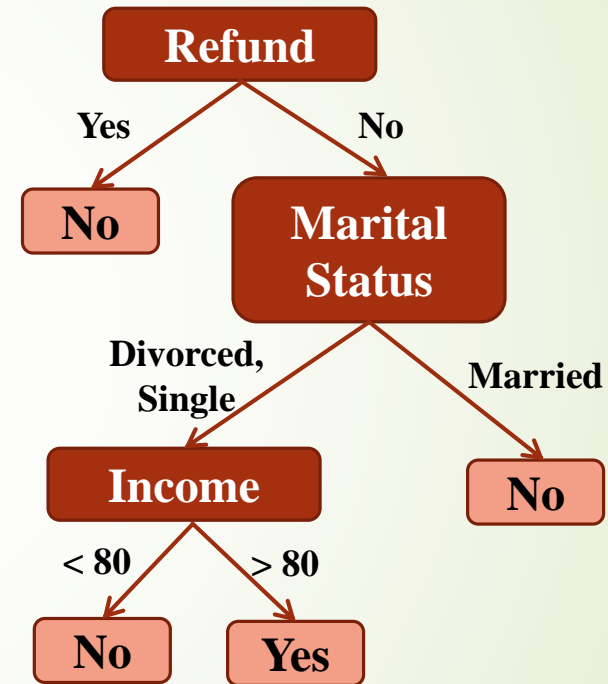 Refund
Yes
No
No
Marital
Status
Divorced,
Single
Married
Income
No
< 80
> 80
No
Yes